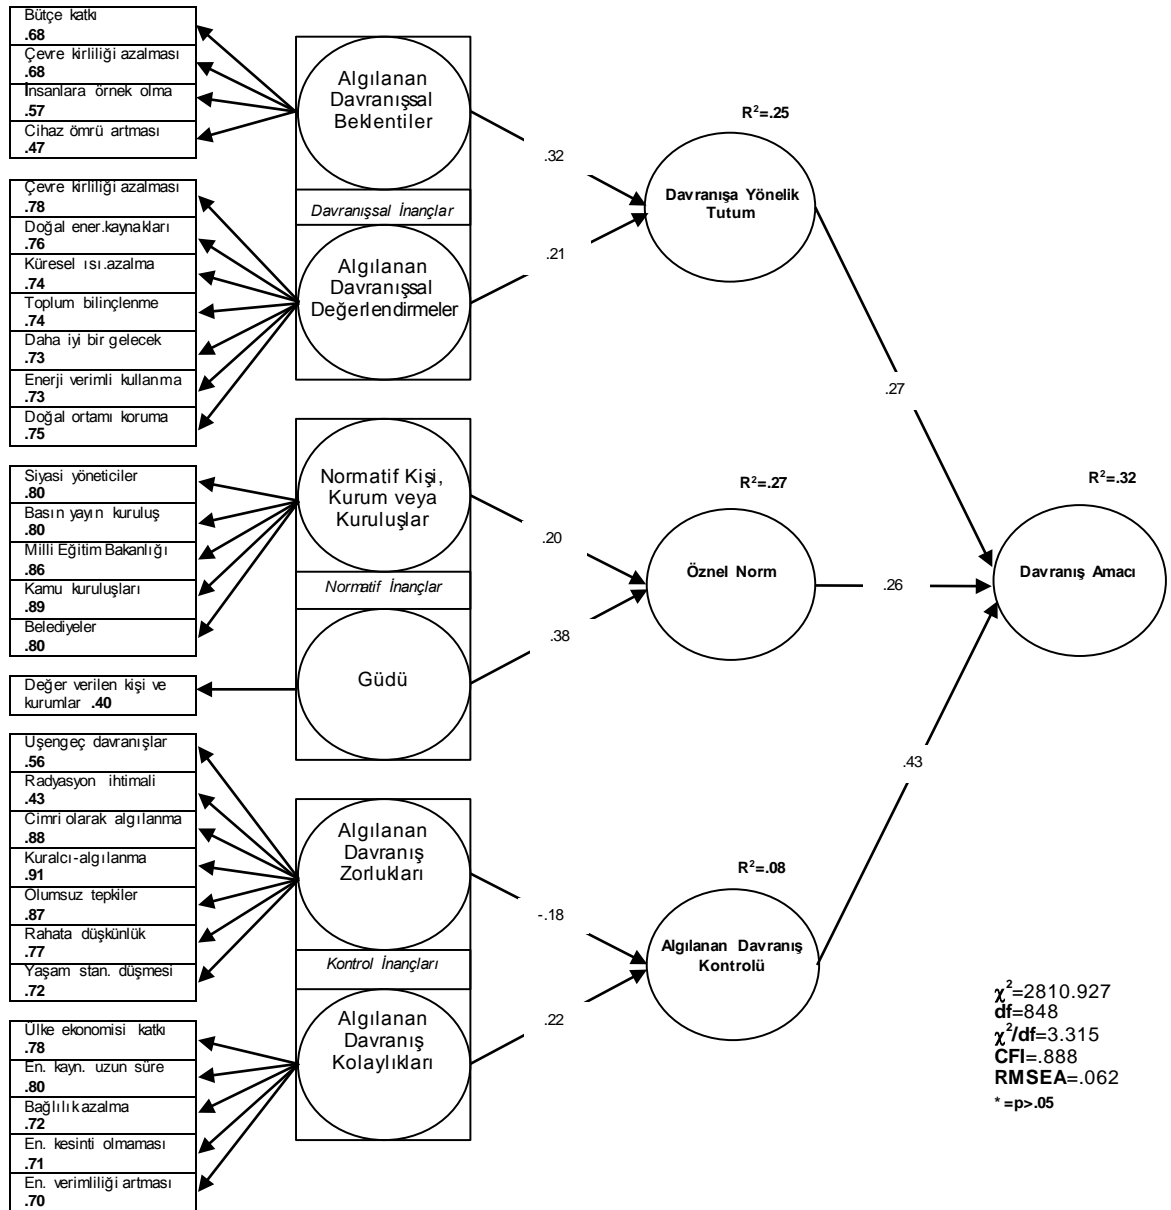 Bütçe katkı
.68
Çevre kirliliği azalması
.68
İnsanlara örnek olma
.57
Cihaz ömrü artması
.47
Algılanan
Davranışsal
Beklentiler
.32
Davranışsal İnançlar
Çevre kirliliği azalması
.78
Doğal ener.kaynakları
.76
Küresel ısı.azalma
.74
Toplum bilinçlenme
.74
Daha iyi bir gelecek
.73
Enerji verimli kullanma
.73
Doğal ortamı koruma
.75
Algılanan
Davranışsal
Değerlendirmeler
.21
R²=.25
Davranışa Yönelik
Tutum
.27
Siyasi yöneticiler
.80
Basın yayın kuruluş
.80
Milli Eğitim Bakanlığı
.86
Kamu kuruluşları
.89
Belediyeler
.80
Normatif Kişi,
Kurum veya
Kuruluşlar
.20
Normatif İnançlar
Değer verilen kişi ve
kurumlar .40
Güdü
.38
R²=.27
Öznel Norm
.26
R²=.32
Davranış Amacı
Üşengeç davranışlar
.56
Radyasyon ihtimali
.43
Cimri olarak algılanma
.88
Kuralcı-algılanma
.91
Olumsuz tepkiler
.87
Rahata düşkünlük
.77
Yaşam stan. düşmesi
.72
Algılanan
Davranış
Zorlukları
-.18
Kontrol İnançları
Ülke ekonomisi katkı
.78
En. kayn. uzun süre
.80
Bağlılık azalma
.72
En. kesinti olmaması
.71
En. verimliliği artması
.70
Algılanan
Davranış
Kolaylıkları
.22
R²=.08
Algılanan Davranış
Kontrolü
.43
χ²=2810.927
df=848
χ²/df=3.315
CFI=.888
RMSEA=.062
* =p>.05